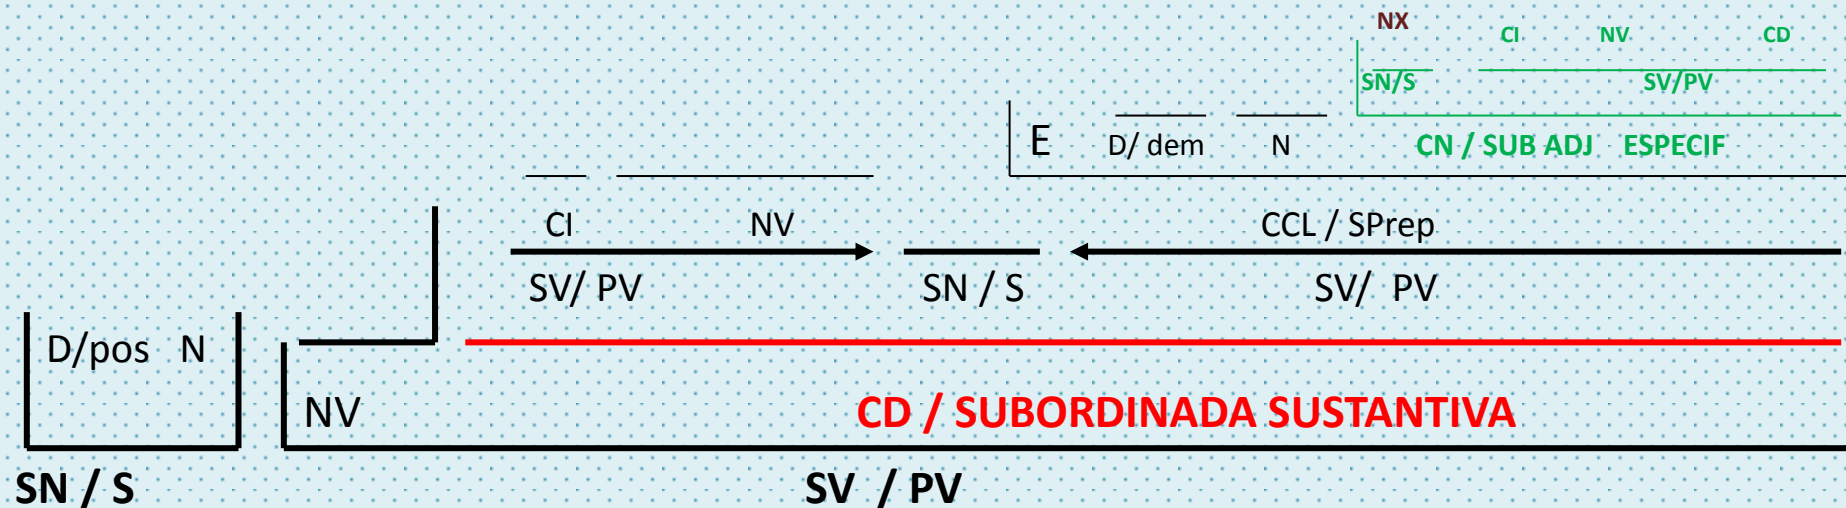 NX
CI NV CD
SN/S SV/PV
E D/ dem N CN / SUB ADJ ESPECIF
CI NV CCL / SPrep
SV/ PV SN / S SV/ PV
D/pos N
NV CD / SUBORDINADA SUSTANTIVA
SN / S SV / PV